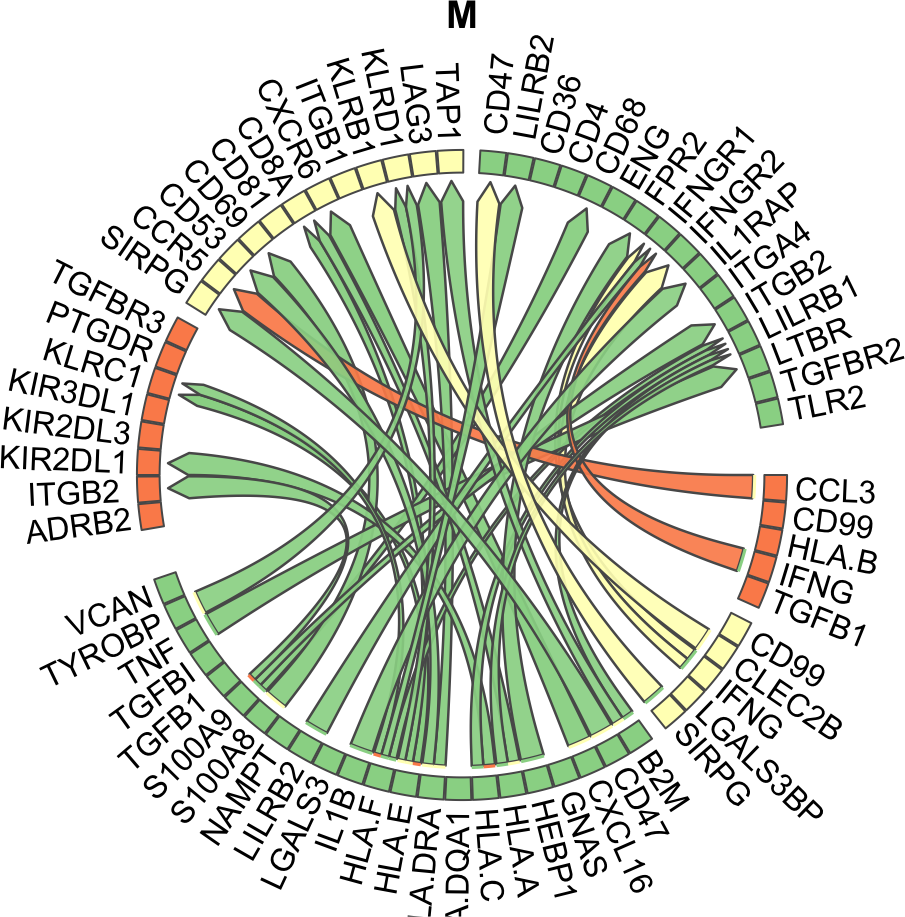 M
CD47
LILRB2
CD36
CD4
CD68
ENG
FPR2
IFNGR1
IFNGR2
IL1RAP
ITGA4
ITGB2
LILRB1
LTBR
TGFBR2
TLR2
CCL3
CD99
HLA.B
IFNG
TGFB1
CD99
CLEC2B
IFNG
LGALS3BP
SIRPG
B2M
CD47
CXCL16
GNAS
HEBP1
HLA.A
HLA.C
A.DQA1
LA.DRA
HLA.E
HLA.F
IL1B
LGALS3
LILRB2
NAMPT
S100A8
S100A9
TGFB1
TGFBI
TNF
TYROBP
VCAN
ADRB2
ITGB2
KIR2DL1
KIR2DL3
KIR3DL1
KLRC1
PTGDR
TGFBR3
SIRPG
CCR5
CD53
CD69
CD81
CD8A
CXCR6
ITGB1
KLRB1
KLRD1
LAG3
TAP1